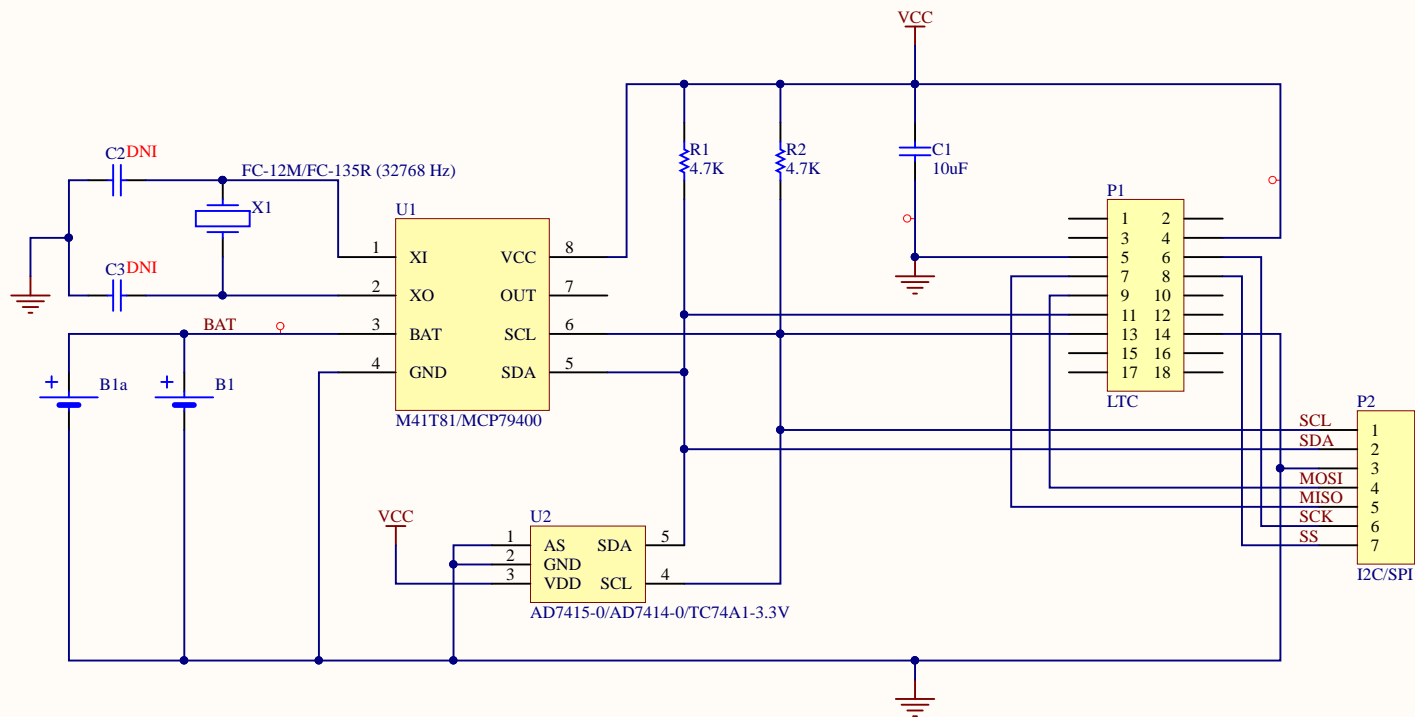 VCC
C2 DNI
FC-12M/FC-135R (32768 Hz)
X1
C3 DNI
R1
4.7K
R2
4.7K
C1
10uF
U1
1 XI VCC 8
2 XO OUT 7
3 BAT SCL 6
4 GND SDA 5
M41T81/MCP79400
BAT
B1a
B1
P1
1 2
3 4
5 6
7 8
9 10
11 12
13 14
15 16
17 18
LTC
P2
SCL 1
SDA 2
3
MOSI 4
MISO 5
SCK 6
SS 7
I2C/SPI
VCC
U2
1 AS SDA 5
2 GND
3 VDD SCL 4
AD7415-0/AD7414-0/TC74A1-3.3V